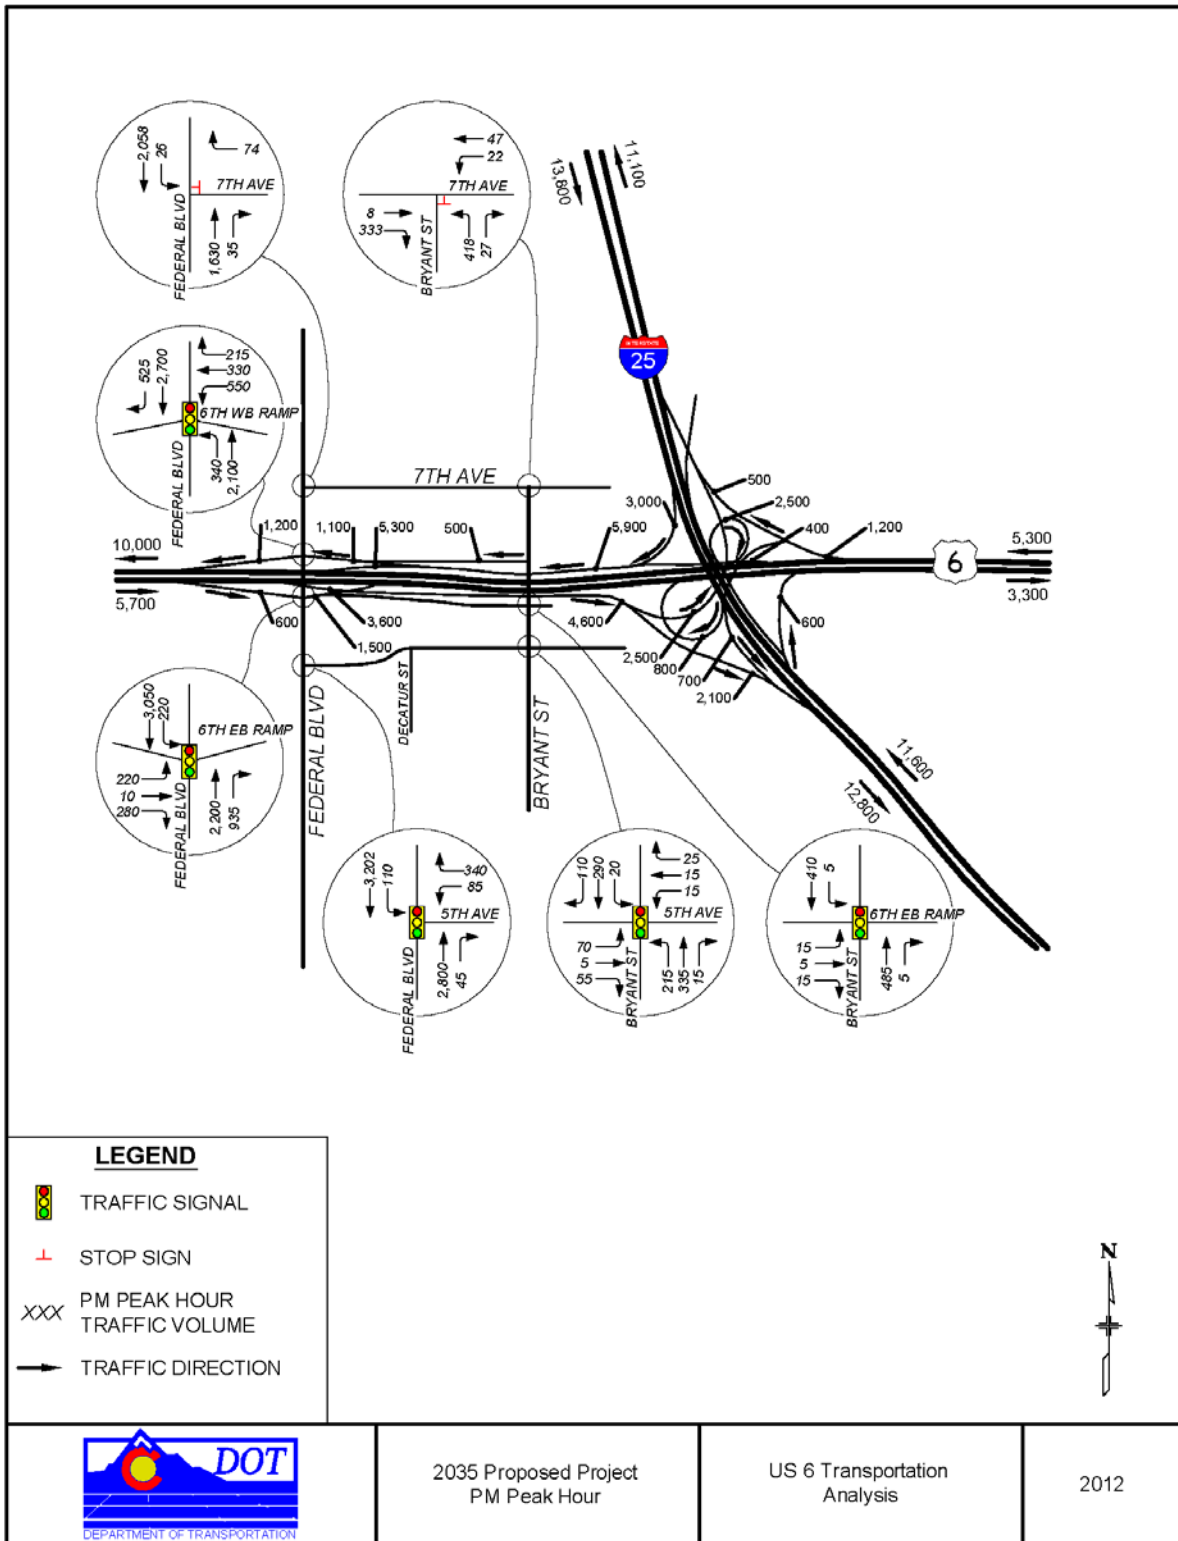 2,058
26
74
7TH AVE
FEDERAL BLVD
1,630
35
47
22
7TH AVE
8
333
BRYANT ST
418
27
13,800
11,100
INTERSTATE
25
525
2,700
215
330
550
6TH WB RAMP
FEDERAL BLVD
340
2,100
7TH AVE
3,000
500
2,500
400
1,200
5,300
6
3,300
10,000
1,200
1,100
5,300
500
5,900
5,700
600
1,500
3,600
4,600
2,500
800
700
2,100
600
11,600
12,800
FEDERAL BLVD
DECATUR ST
BRYANT ST
3,050
220
6TH EB RAMP
220
10
280
FEDERAL BLVD
2,200
935
3,202
110
340
85
5TH AVE
FEDERAL BLVD
2,800
45
110
290
20
25
15
15
5TH AVE
70
5
55
BRYANT ST
215
335
15
410
5
6TH EB RAMP
15
5
15
BRYANT ST
485
5
LEGEND
TRAFFIC SIGNAL
STOP SIGN
XXX PM PEAK HOUR
TRAFFIC VOLUME
TRAFFIC DIRECTION
N
DOT
DEPARTMENT OF TRANSPORTATION
2035 Proposed Project
PM Peak Hour
US 6 Transportation
Analysis
2012